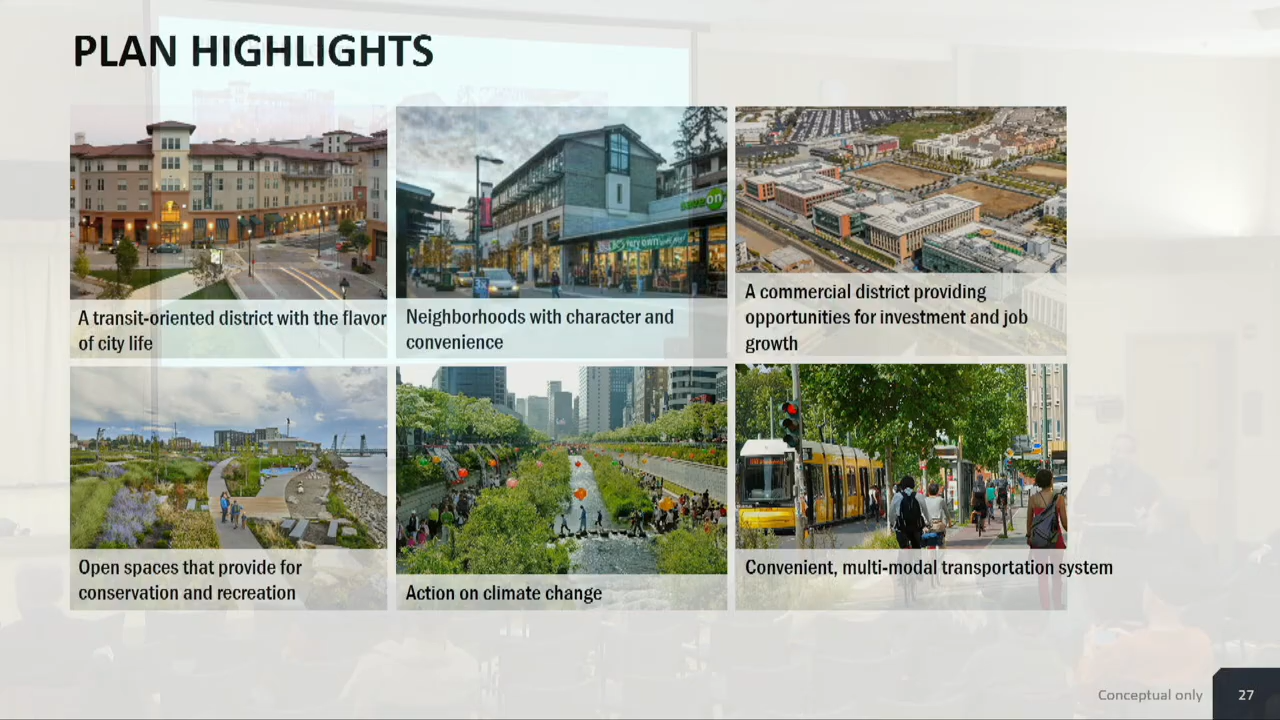 PLAN HIGHLIGHTS
A transit-oriented district with the flavor
of city life
Neighborhoods with character and
convenience
A commercial district providing
opportunities for investment and job
growth
Open spaces that provide for
conservation and recreation
Action on climate change
Convenient, multi-modal transportation system
Conceptual only
27